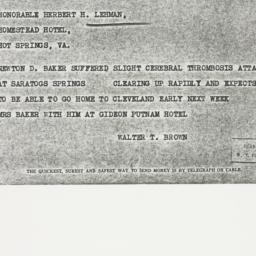 HONORABLE HERBERT H. LEHMAN,
HOMESTEAD HOTEL,
HOT SPRINGS, VA.
NEWTON D. BAKER SUFFERED SLIGHT CEREBRAL THROMBOSIS ATTA
AT SARATOGS SPRINGS CLEARING UP RAPIDLY AND EXPECTS
TO BE ABLE TO GO HOME TO CLEVELAND EARLY NEXT WEEK
MRS BAKER WITH HIM AT GIDEON PUTNAM HOTEL
WALTER T. BROWN
THE QUICKEST, SUREST AND SAFEST WAY TO SEND MONEY IS BY TELEGRAPH OR CABLE